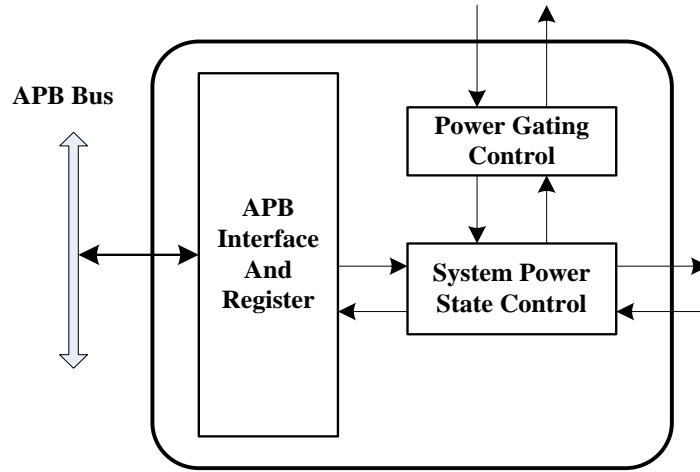 APB Bus
APB
Interface
And
Register
Power Gating
Control
System Power
State Control